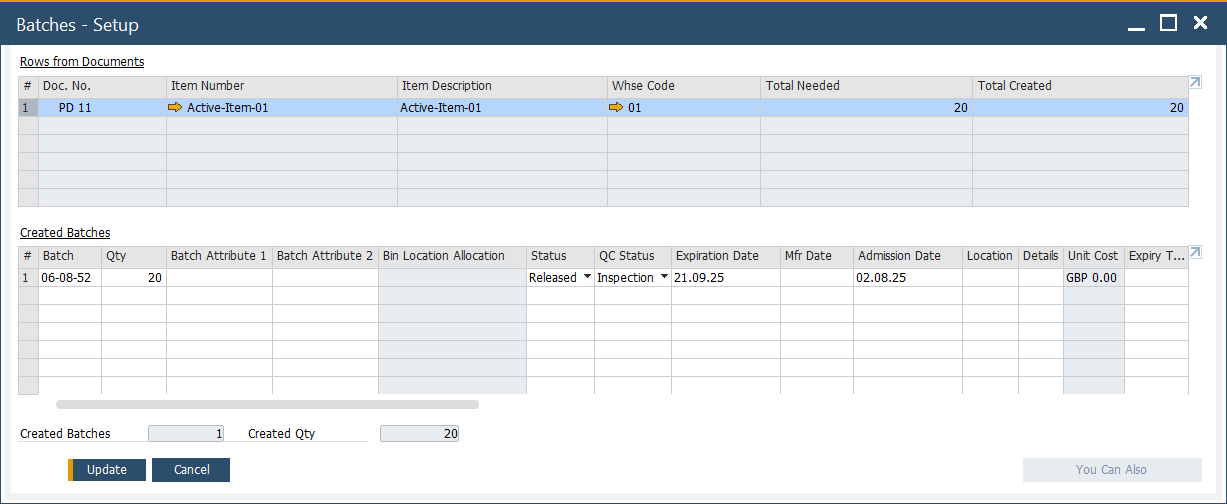 Batches - Setup
Rows from Documents
# Doc. No. Item Number Item Description Whse Code Total Needed Total Created
1 PD 11 Active-Item-01 Active-Item-01 01 20 20
Created Batches
# Batch Qty Batch Attribute 1 Batch Attribute 2 Bin Location Allocation Status QC Status Expiration Date Mfr Date Admission Date Location Details Unit Cost Expiry T...
1 06-08-52 20 Released Inspection 21.09.25 02.08.25 GBP 0.00
Created Batches 1 Created Qty 20
Update Cancel You Can Also